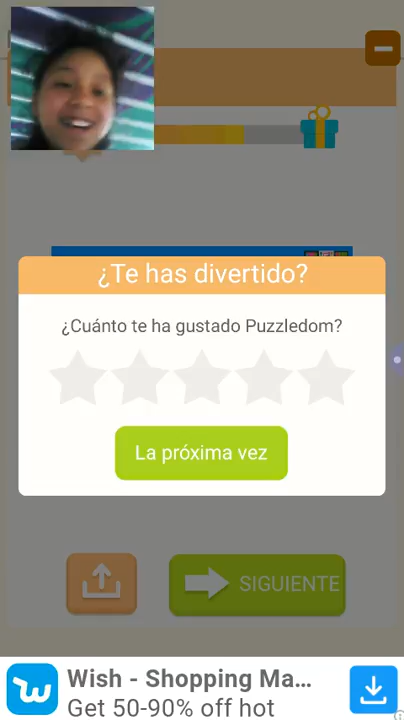 ¿Te has divertido?
¿Cuánto te ha gustado Puzzledom?
La próxima vez
SIGUIENTE
Wish - Shopping Ma...
Get 50-90% off hot